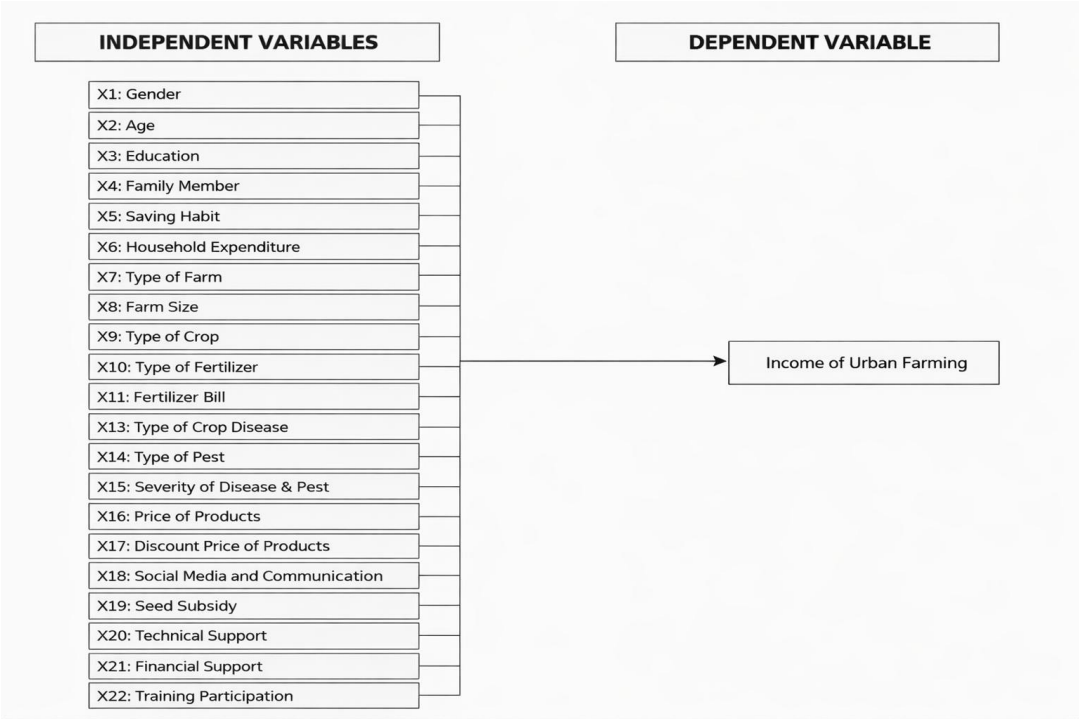 INDEPENDENT VARIABLES
DEPENDENT VARIABLE
X1: Gender
X2: Age
X3: Education
X4: Family Member
X5: Saving Habit
X6: Household Expenditure
X7: Type of Farm
X8: Farm Size
X9: Type of Crop
X10: Type of Fertilizer
X11: Fertilizer Bill
X13: Type of Crop Disease
X14: Type of Pest
X15: Severity of Disease & Pest
X16: Price of Products
X17: Discount Price of Products
X18: Social Media and Communication
X19: Seed Subsidy
X20: Technical Support
X21: Financial Support
X22: Training Participation
Income of Urban Farming